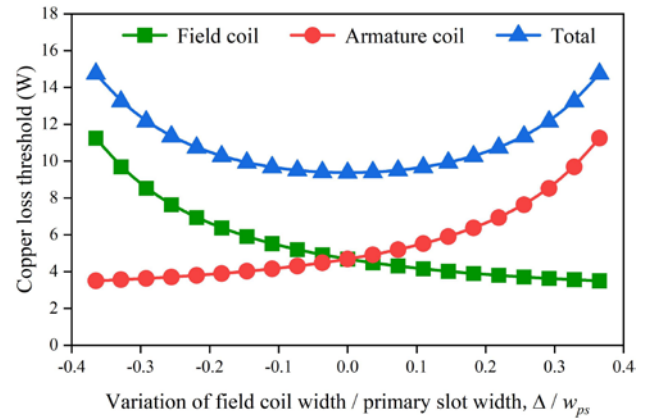 18
16
14
12
10
8
6
4
2
0
Copper loss threshold (W)
Field coil Armature coil Total
-0.4 -0.3 -0.2 -0.1 0.0 0.1 0.2 0.3 0.4
Variation of field coil width / primary slot width, Δ / w_ps